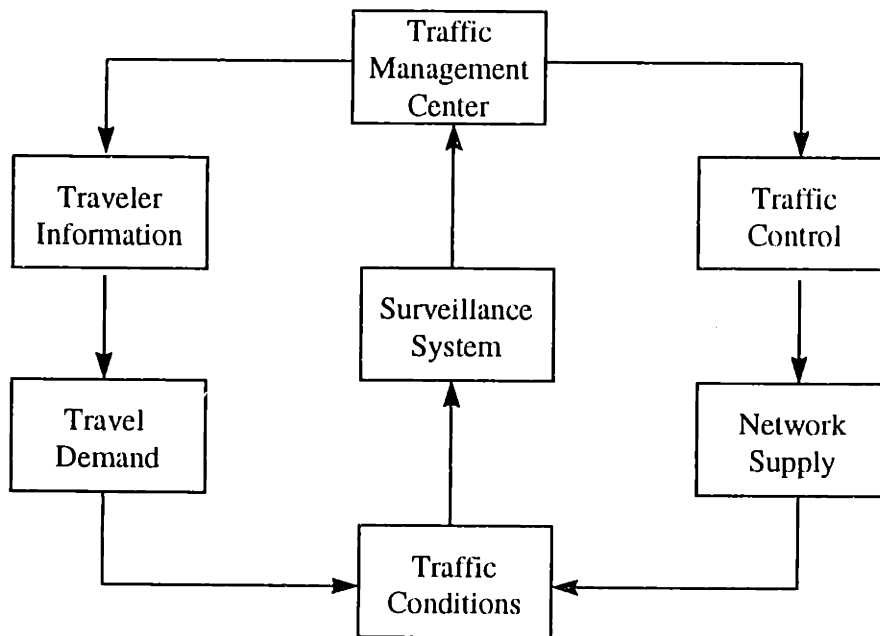 Traffic
Management
Center
Traveler
Information
Traffic
Control
Surveillance
System
Travel
Demand
Network
Supply
Traffic
Conditions